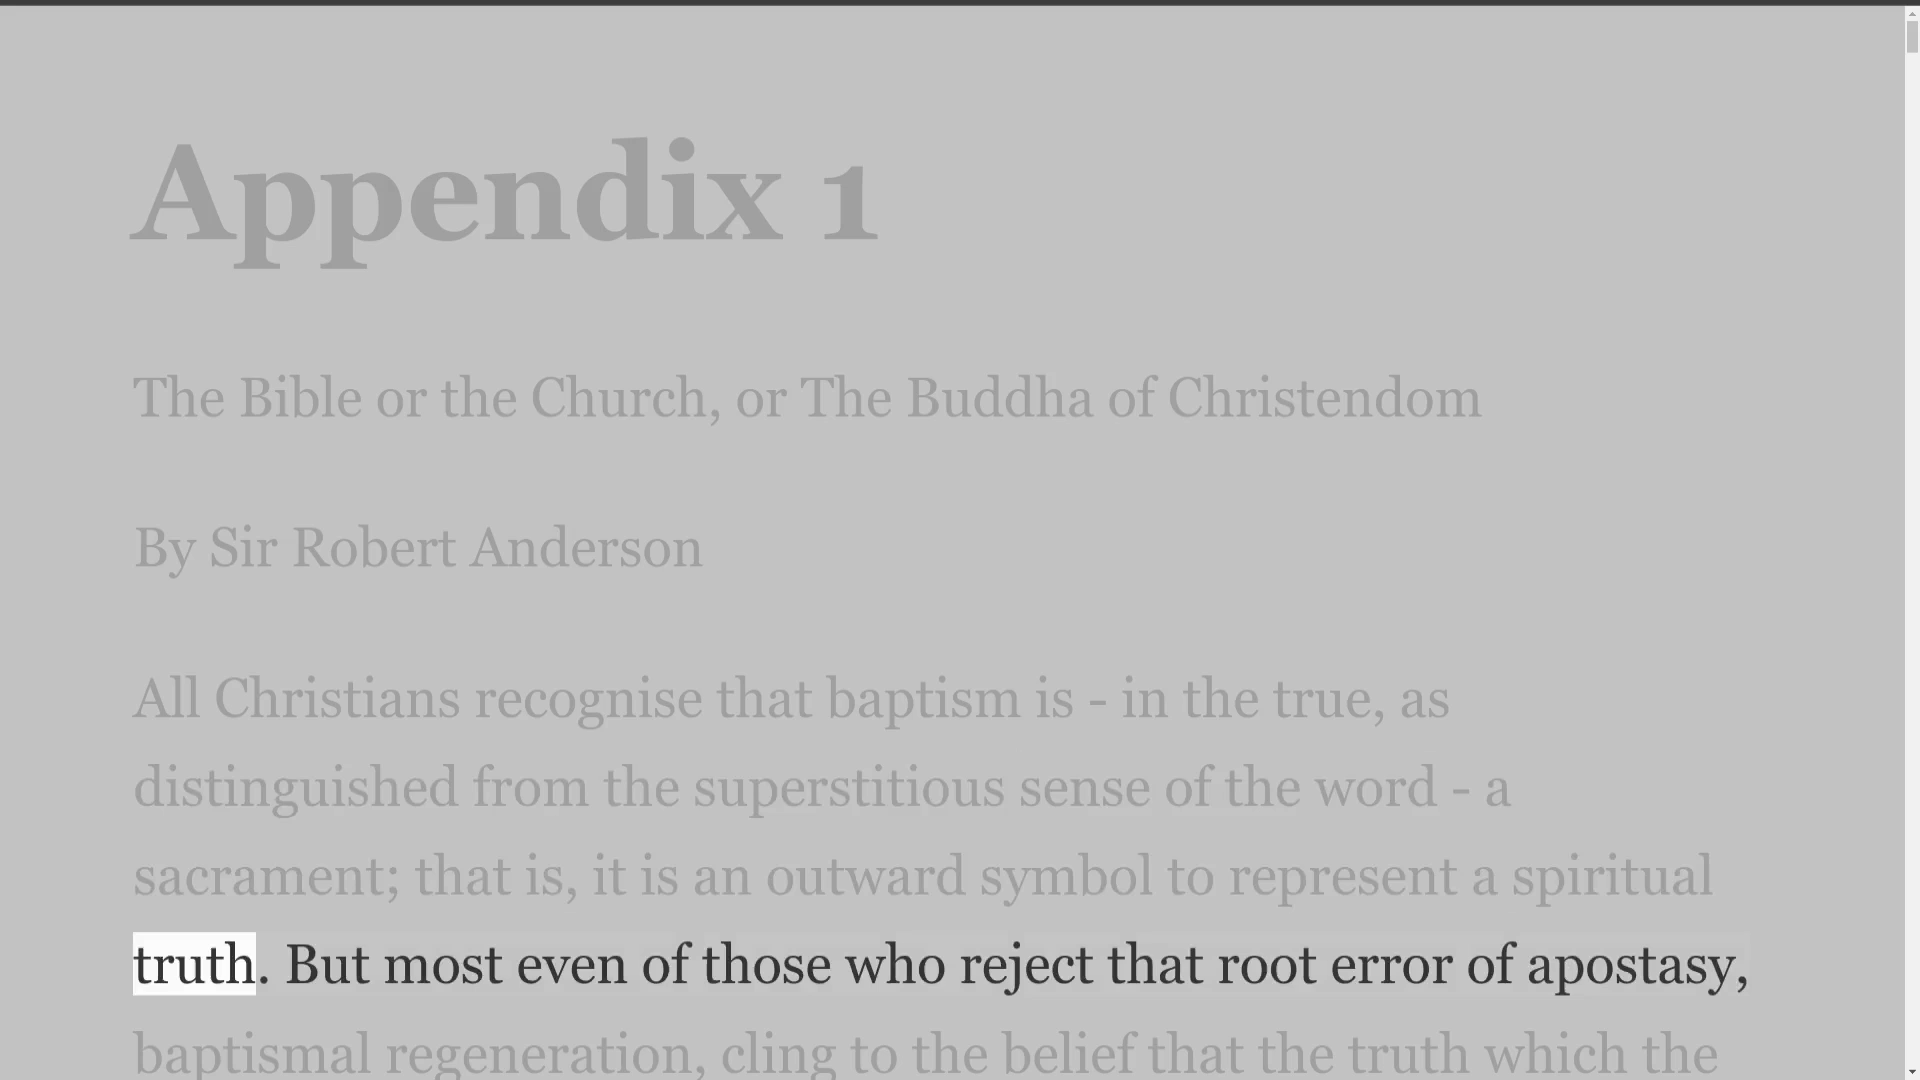 Appendix 1
The Bible or the Church, or The Buddha of Christendom
By Sir Robert Anderson
All Christians recognise that baptism is - in the true, as
distinguished from the superstitious sense of the word - a
sacrament; that is, it is an outward symbol to represent a spiritual
truth. But most even of those who reject that root error of apostasy,
baptismal regeneration, cling to the belief that the truth which the